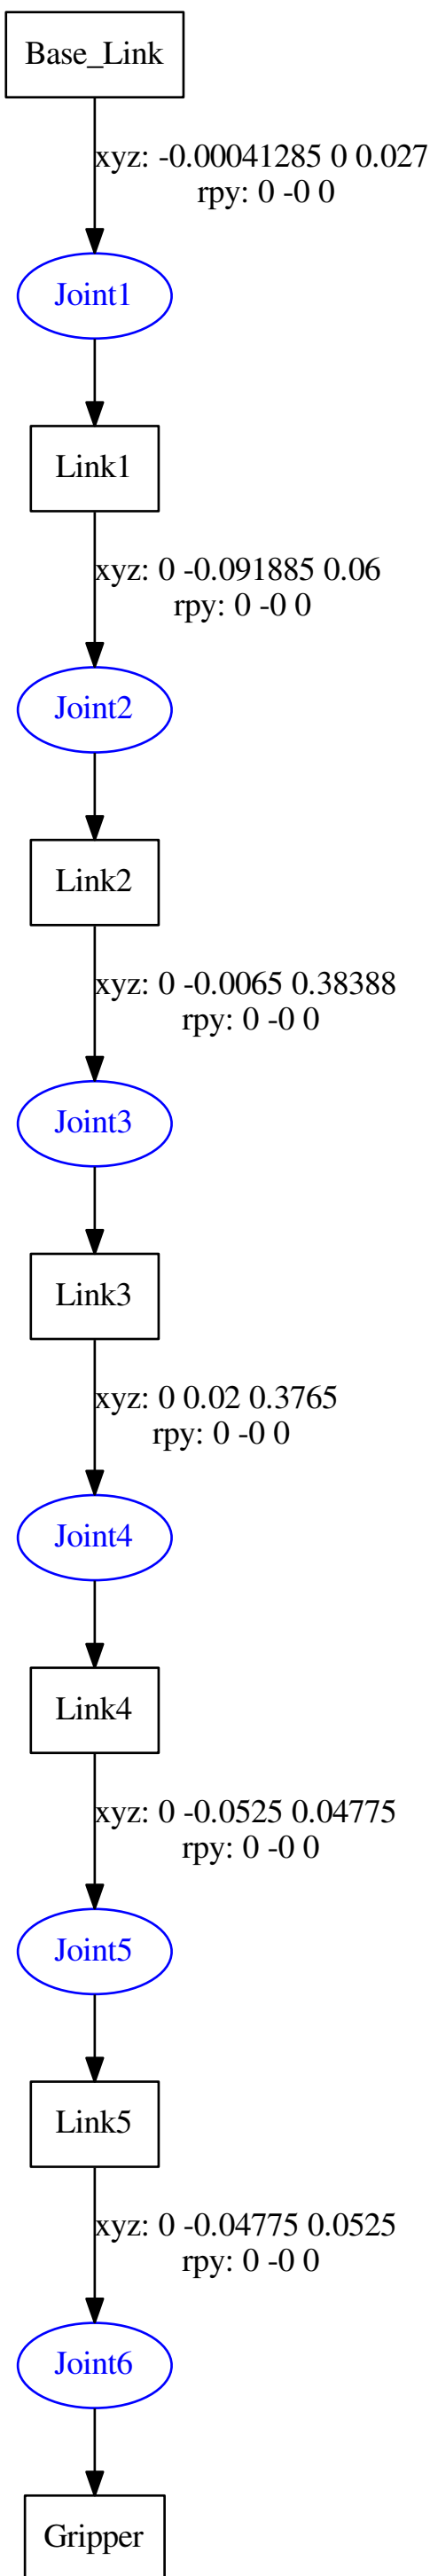 Base_Link
xyz: -0.00041285 0 0.027
rpy: 0 -0 0
Joint1
Link1
xyz: 0 -0.091885 0.06
rpy: 0 -0 0
Joint2
Link2
xyz: 0 -0.0065 0.38388
rpy: 0 -0 0
Joint3
Link3
xyz: 0 0.02 0.3765
rpy: 0 -0 0
Joint4
Link4
xyz: 0 -0.0525 0.04775
rpy: 0 -0 0
Joint5
Link5
xyz: 0 -0.04775 0.0525
rpy: 0 -0 0
Joint6
Gripper